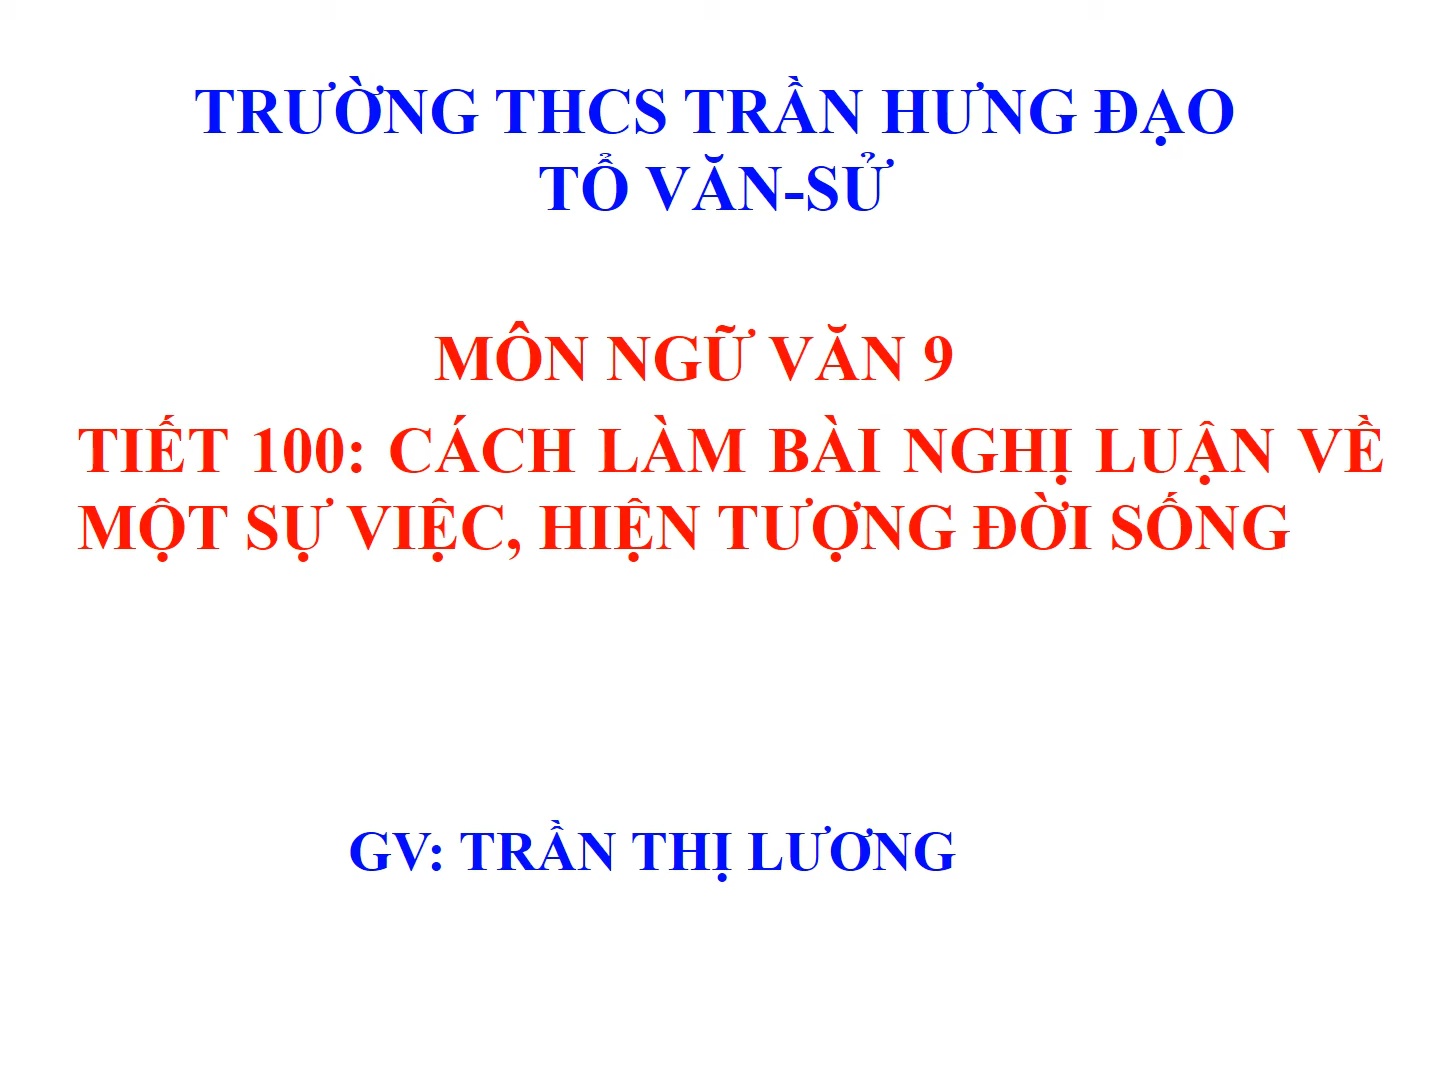 TRƯỜNG THCS TRẦN HƯNG ĐẠO
TỔ VĂN-SỬ
MÔN NGỮ VĂN 9
TIẾT 100: CÁCH LÀM BÀI NGHỊ LUẬN VỀ
MỘT SỰ VIỆC, HIỆN TƯỢNG ĐỜI SỐNG
GV: TRẦN THỊ LƯƠNG